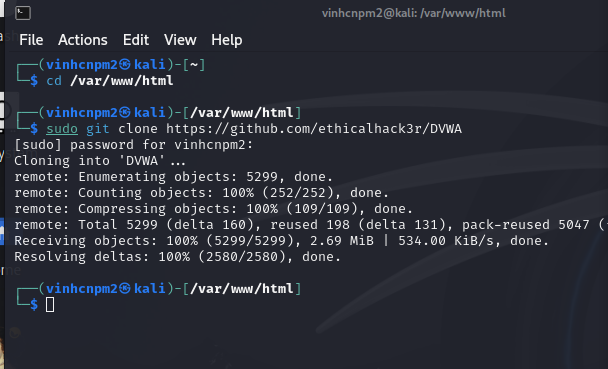 vinhcnpm2@kali: /var/www/html
File Actions Edit View Help
┌──(vinhcnpm2㉿kali)-[~]
└─$ cd /var/www/html
┌──(vinhcnpm2㉿kali)-[/var/www/html]
└─$ sudo git clone https://github.com/ethicalhack3r/DVWA
[sudo] password for vinhcnpm2:
Cloning into 'DVWA'...
remote: Enumerating objects: 5299, done.
remote: Counting objects: 100% (252/252), done.
remote: Compressing objects: 100% (109/109), done.
remote: Total 5299 (delta 160), reused 198 (delta 131), pack-reused 5047 (
Receiving objects: 100% (5299/5299), 2.69 MiB | 534.00 KiB/s, done.
Resolving deltas: 100% (2580/2580), done.
┌──(vinhcnpm2㉿kali)-[/var/www/html]
└─$